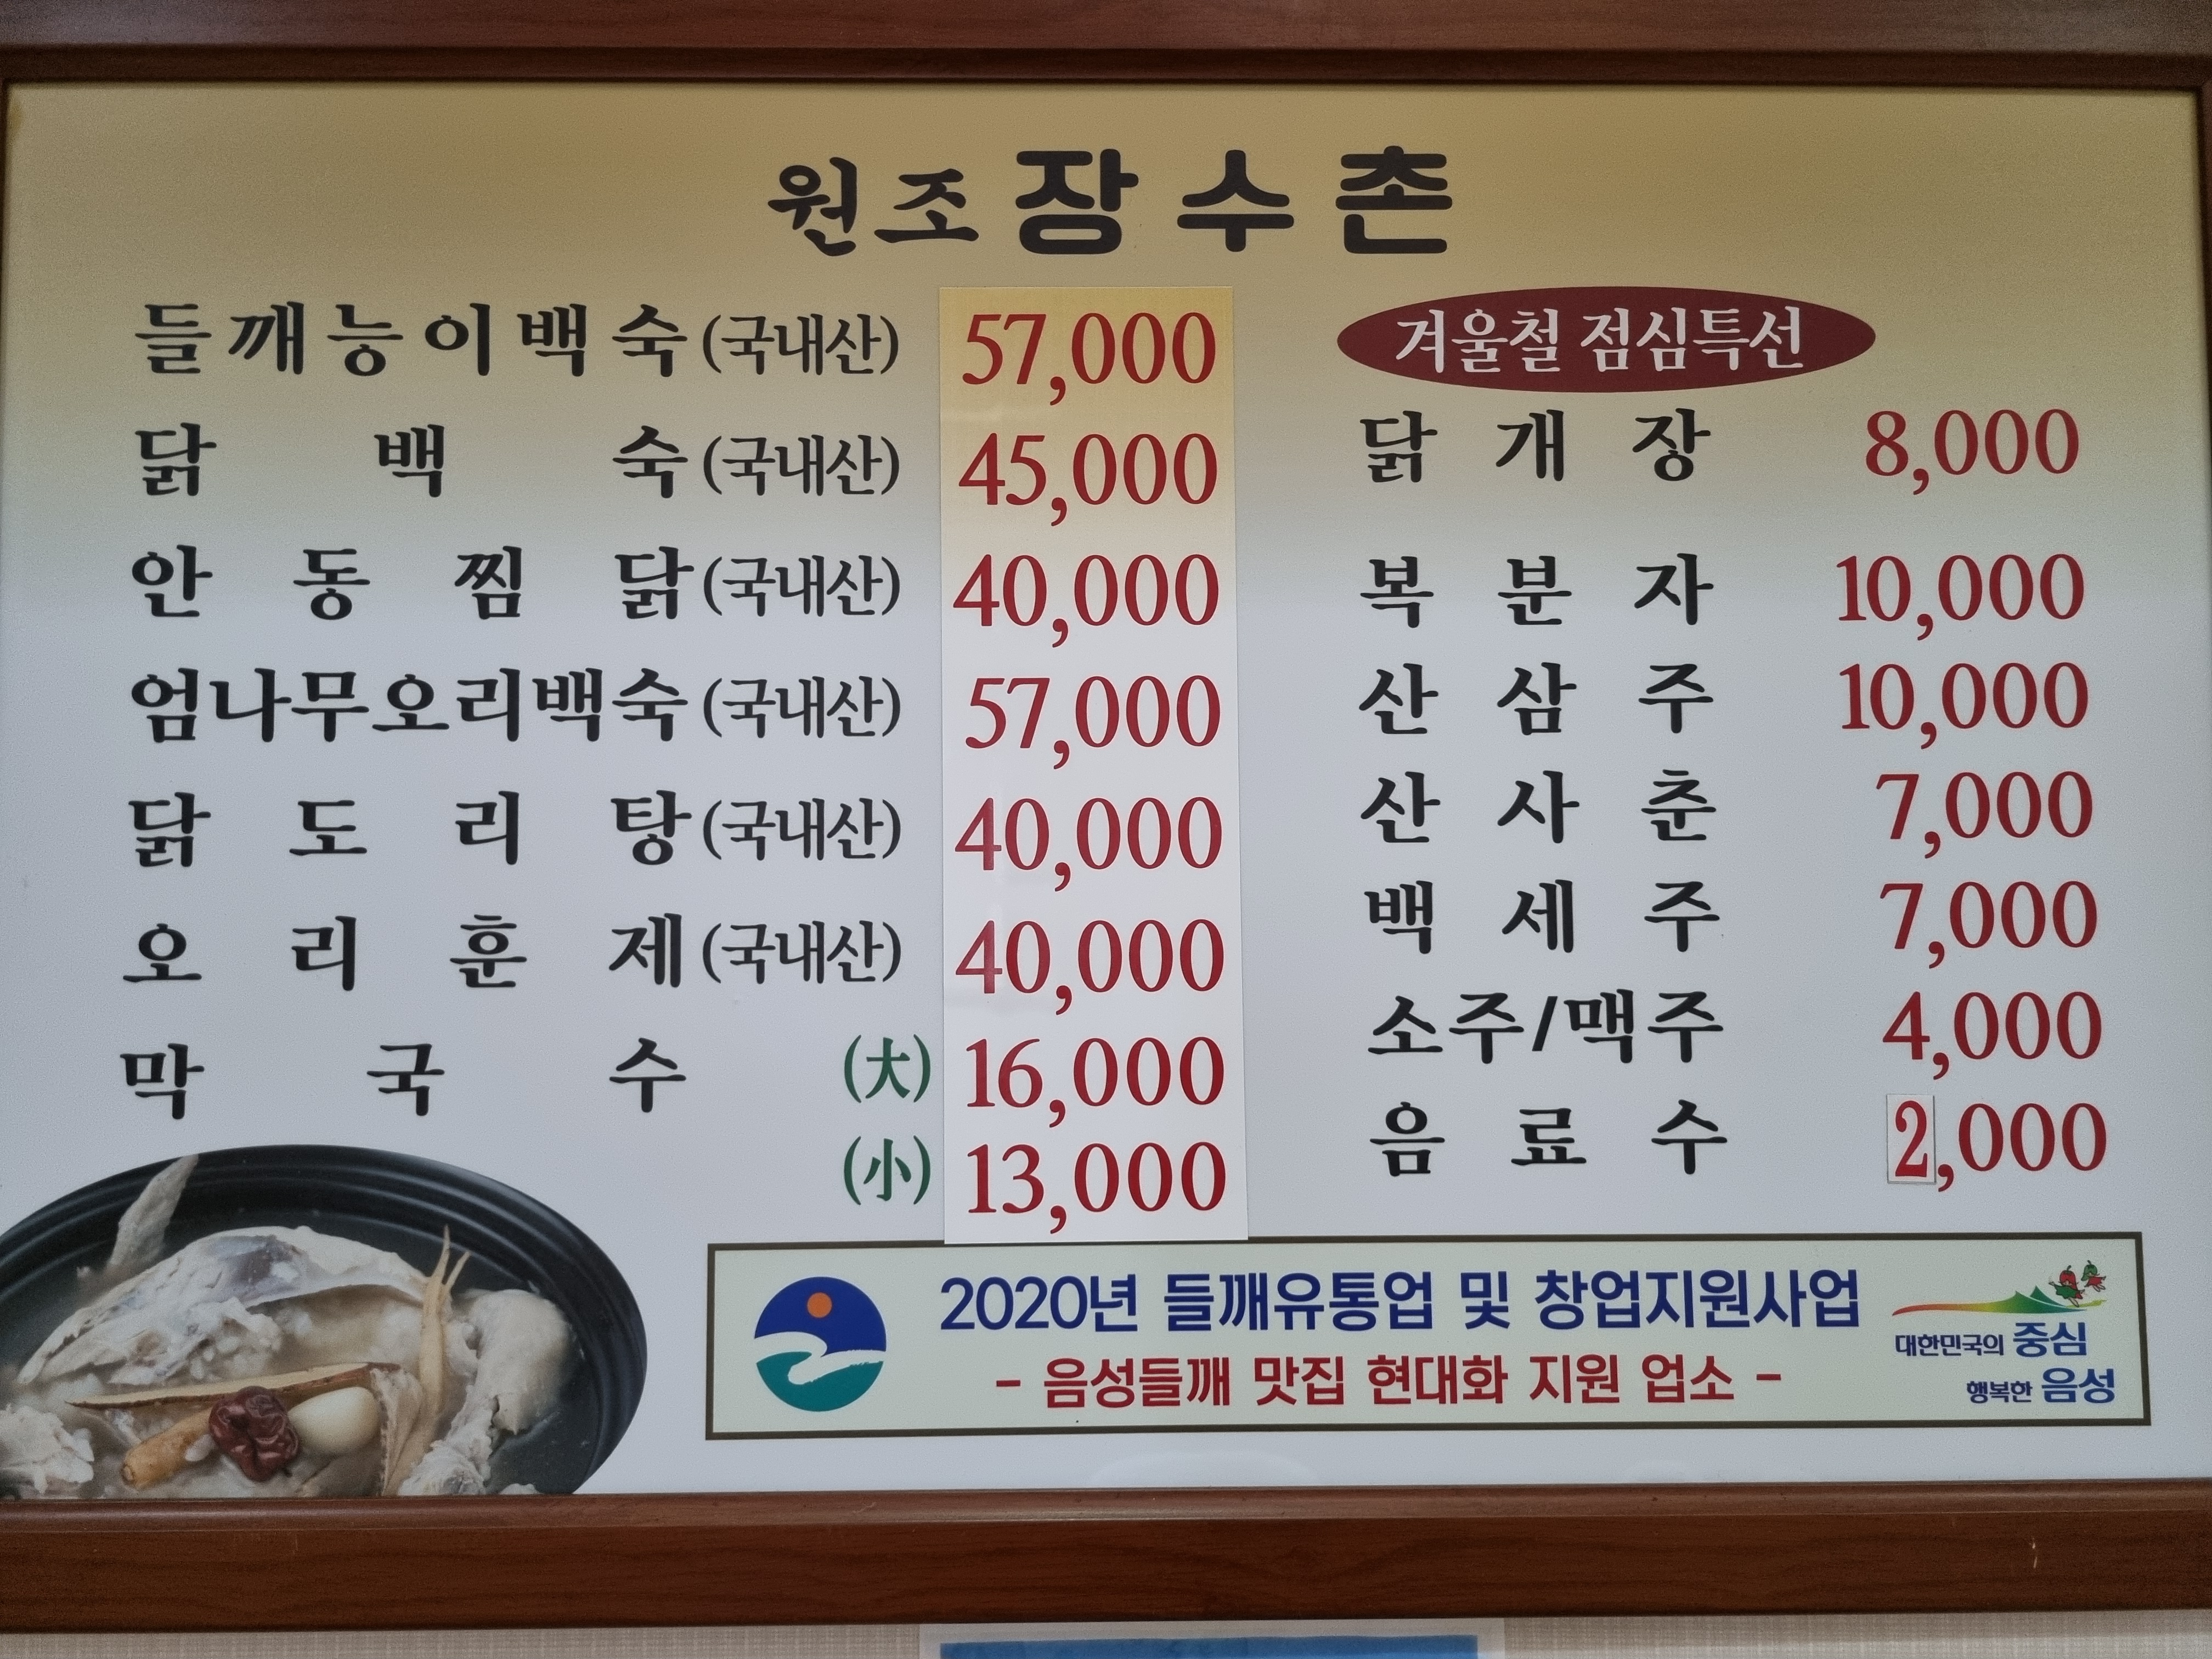 원조 장수촌
들깨능이백숙(국내산) 57,000
닭백숙(국내산) 45,000
안동찜닭(국내산) 40,000
엄나무오리백숙(국내산) 57,000
닭도리탕(국내산) 40,000
오리훈제(국내산) 40,000
막국수 (大) 16,000
(小) 13,000
겨울철 점심특선
닭개장 8,000
복분자 10,000
산삼주 10,000
산사춘 7,000
백세주 7,000
소주/맥주 4,000
음료수 2,000
2020년 들깨유통업 및 창업지원사업
- 음성들깨 맛집 현대화 지원 업소 -
대한민국의 중심
행복한 음성